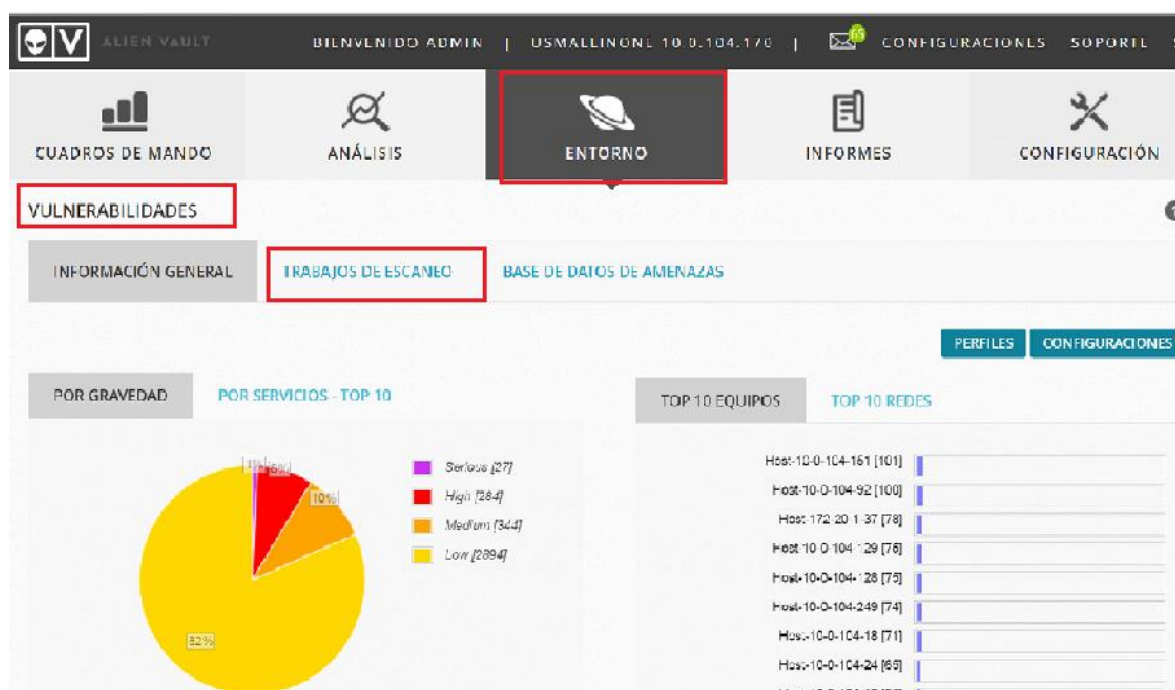 ALIEN VAULT
BIENVENIDO ADMIN | USMALLINONE 10.0.104.170 | 65 CONFIGURACIONES SOPORTE
CUADROS DE MANDO
ANÁLISIS
ENTORNO
INFORMES
CONFIGURACIÓN
VULNERABILIDADES
INFORMACIÓN GENERAL
TRABAJOS DE ESCANEO
BASE DE DATOS DE AMENAZAS
PERFILES
CONFIGURACIONES
POR GRAVEDAD
POR SERVICIOS - TOP 10
TOP 10 EQUIPOS
TOP 10 REDES
1%
10%
82%
Serious [27]
High [284]
Medium [344]
Low [2894]
Host-10-0-104-151 [101]
Host-10-0-104-92 [100]
Host-172-20-1-37 [78]
Host-10-0-104-129 [76]
Host-10-0-104-128 [75]
Host-10-0-104-249 [74]
Host-10-0-104-18 [71]
Host-10-0-104-24 [65]